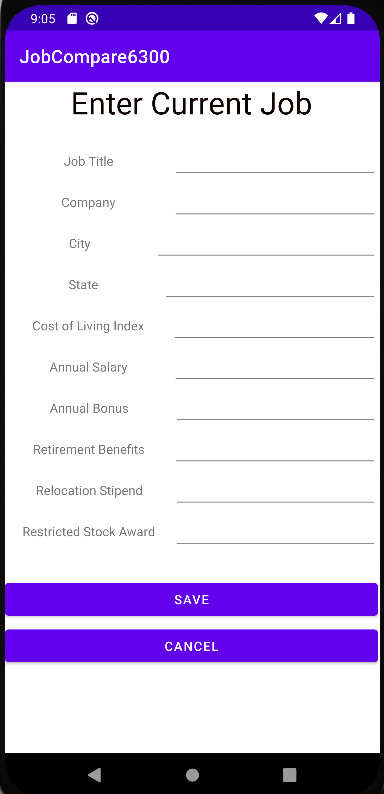 9:05
JobCompare6300
Enter Current Job
Job Title
Company
City
State
Cost of Living Index
Annual Salary
Annual Bonus
Retirement Benefits
Relocation Stipend
Restricted Stock Award
SAVE
CANCEL